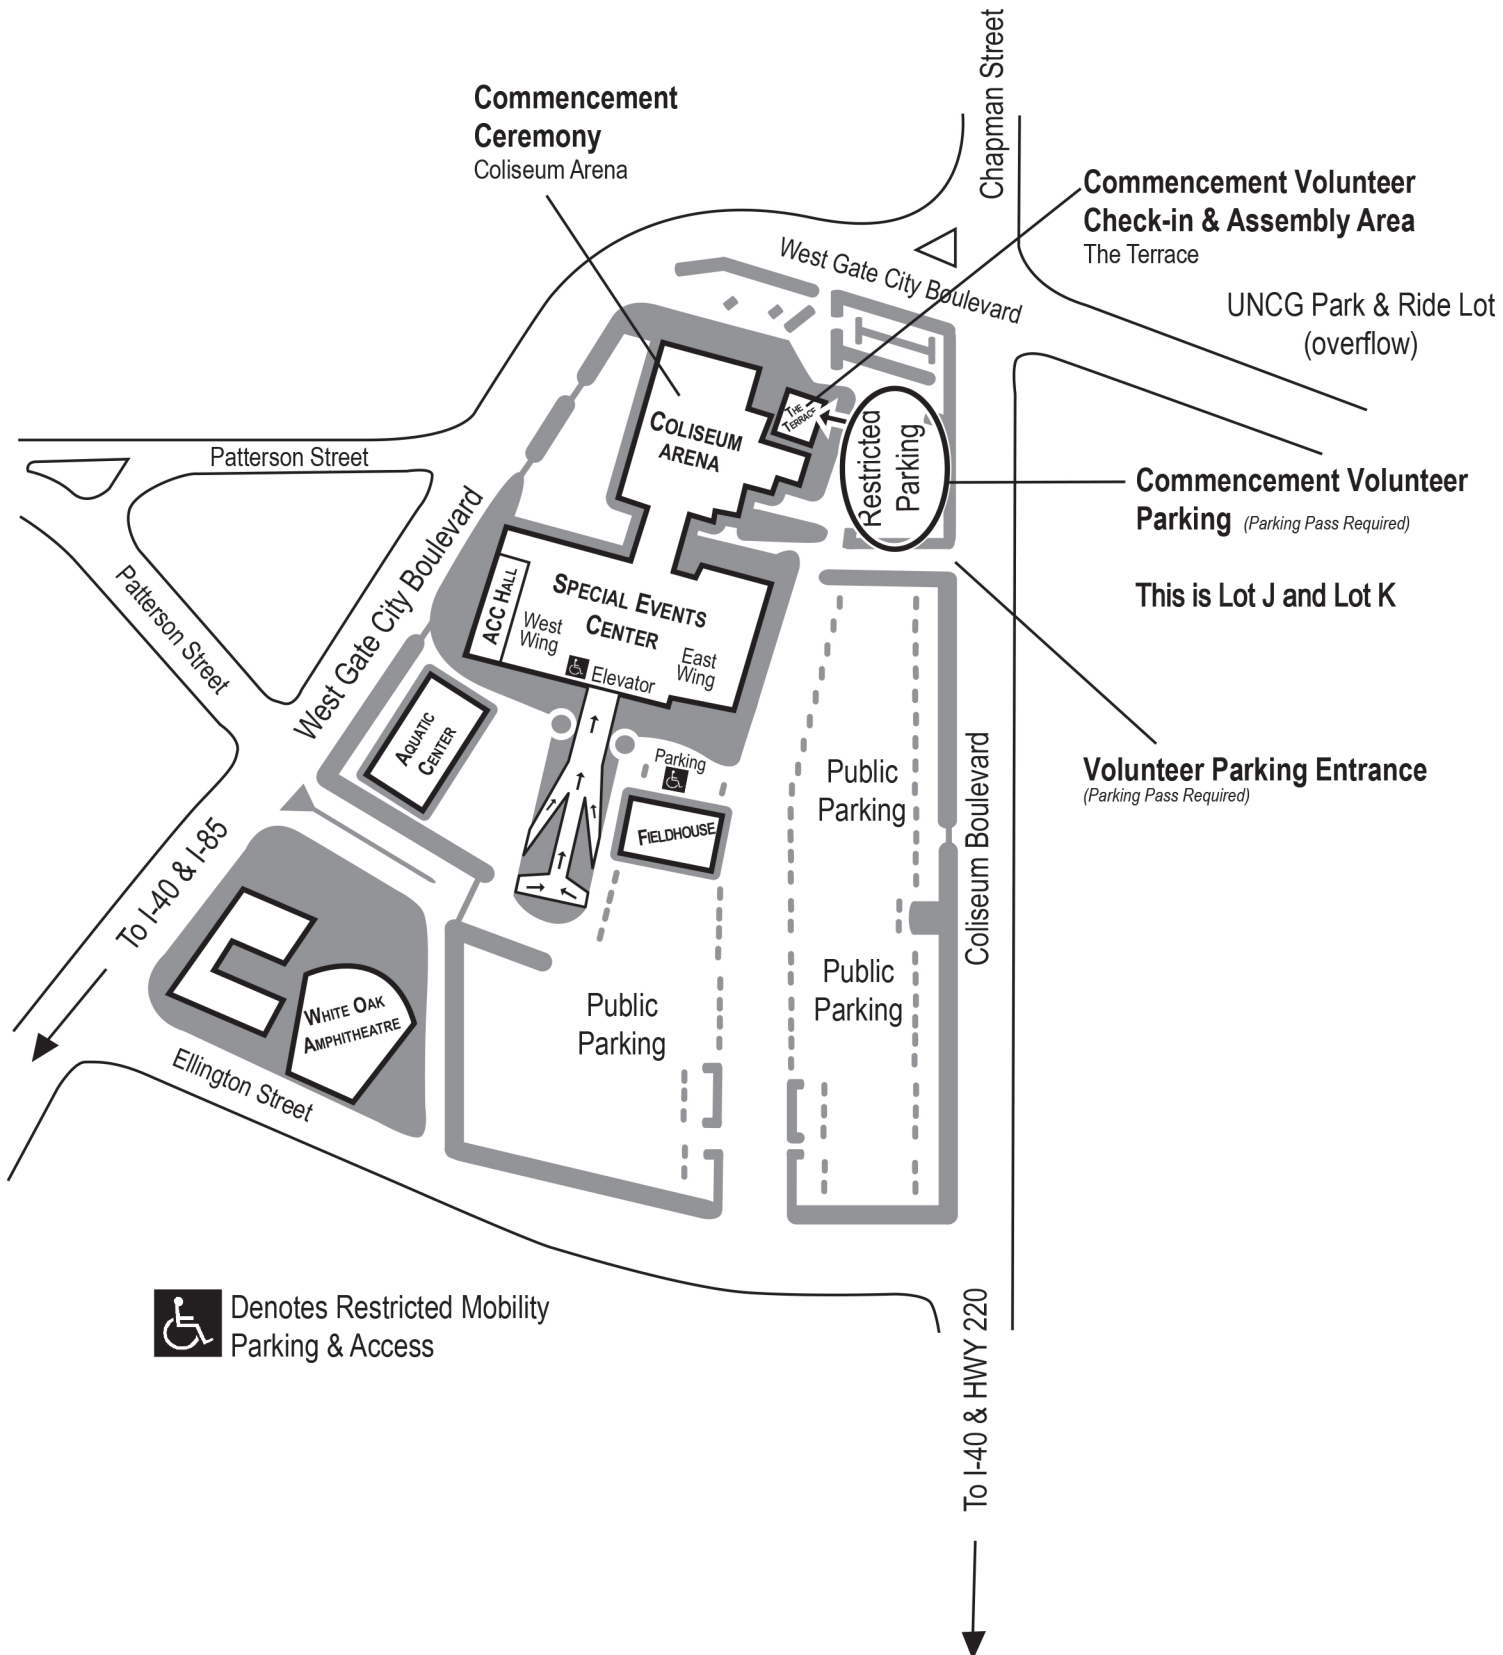 Chapman Street
Commencement
Ceremony
Coliseum Arena
Commencement Volunteer
Check-in & Assembly Area
The Terrace
West Gate City Boulevard
UNCG Park & Ride Lot
(overflow)
THE
TERRACE
COLISEUM
ARENA
Restricted
Parking
Patterson Street
Commencement Volunteer
Parking (Parking Pass Required)
This is Lot J and Lot K
West Gate City Boulevard
Patterson Street
ACC HALL
SPECIAL EVENTS
CENTER
West
Wing
East
Wing
Elevator
AQUATIC
CENTER
Parking
FIELDHOUSE
Public
Parking
Coliseum Boulevard
Volunteer Parking Entrance
(Parking Pass Required)
To I-40 & I-85
WHITE OAK
AMPHITHEATRE
Ellington Street
Public
Parking
Public
Parking
Denotes Restricted Mobility
Parking & Access
To I-40 & HWY 220